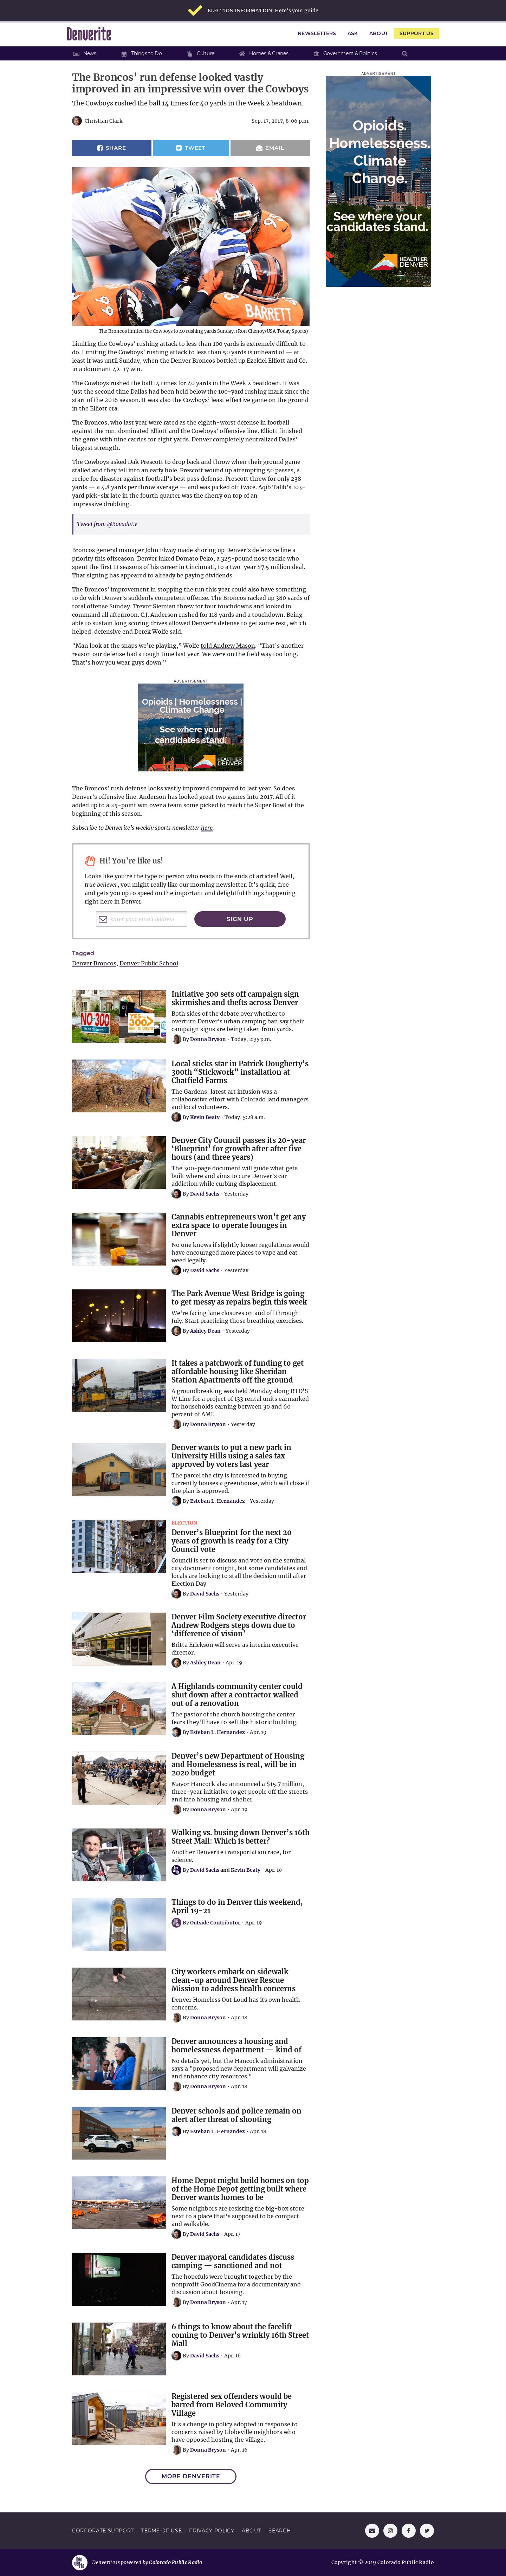 ELECTION INFORMATION: Here's your guide
Denverite
NEWSLETTERS ASK ABOUT SUPPORT US
News Things to Do Culture Homes & Cranes Government & Politics
The Broncos' run defense looked vastly
improved in an impressive win over the Cowboys
The Cowboys rushed the ball 14 times for 40 yards in the Week 2 beatdown.
Christian Clark Sep. 17, 2017, 8:06 p.m.
SHARE TWEET EMAIL
BARRETT
The Broncos limited the Cowboys to 40 rushing yards Sunday. (Ron Chenoy/USA Today Sports)
ADVERTISEMENT
Opioids.
Homelessness.
Climate
Change.
See where your
candidates stand.
HEALTHIER
DENVER
Limiting the Cowboys' rushing attack to less than 100 yards is extremely difficult to
do. Limiting the Cowboys' rushing attack to less than 50 yards is unheard of — at
least it was until Sunday, when the Denver Broncos bottled up Ezekiel Elliott and Co.
in a dominant 42-17 win.
The Cowboys rushed the ball 14 times for 40 yards in the Week 2 beatdown. It was
just the second time Dallas had been held below the 100-yard rushing mark since the
start of the 2016 season. It was also the Cowboys' least effective game on the ground
in the Elliott era.
The Broncos, who last year were rated as the eighth-worst defense in football
against the run, dominated Elliott and the Cowboys' offensive line. Elliott finished
the game with nine carries for eight yards. Denver completely neutralized Dallas'
biggest strength.
The Cowboys asked Dak Prescott to drop back and throw when their ground game
stalled and they fell into an early hole. Prescott wound up attempting 50 passes, a
recipe for disaster against football's best pass defense. Prescott threw for only 238
yards — a 4.8 yards per throw average — and was picked off twice. Aqib Talib's 103-
yard pick-six late in the fourth quarter was the cherry on top of an
impressive drubbing.
Tweet from @BovadaLV
Broncos general manager John Elway made shoring up Denver's defensive line a
priority this offseason. Denver inked Domato Peko, a 325-pound nose tackle who
spent the first 11 seasons of his career in Cincinnati, to a two-year $7.5 million deal.
That signing has appeared to already be paying dividends.
The Broncos' improvement in stopping the run this year could also have something
to do with Denver's suddenly competent offense. The Broncos racked up 380 yards of
total offense Sunday. Trevor Siemian threw for four touchdowns and looked in
command all afternoon. C.J. Anderson rushed for 118 yards and a touchdown. Being
able to sustain long scoring drives allowed Denver's defense to get some rest, which
helped, defensive end Derek Wolfe said.
"Man look at the snaps we're playing," Wolfe told Andrew Mason. "That's another
reason our defense had a tough time last year. We were on the field way too long.
That's how you wear guys down."
ADVERTISEMENT
Opioids | Homelessness |
Climate Change
See where your
candidates stand.
HEALTHIER
DENVER
The Broncos' rush defense looks vastly improved compared to last year. So does
Denver's offensive line. Anderson has looked great two games into 2017. All of it
added up to a 25-point win over a team some picked to reach the Super Bowl at the
beginning of this season.
Subscribe to Denverite's weekly sports newsletter here.
Hi! You're like us!
Looks like you're the type of person who reads to the ends of articles! Well,
true believer, you might really like our morning newsletter. It's quick, free
and gets you up to speed on the important and delightful things happening
right here in Denver.
enter your email address SIGN UP
Tagged
Denver Broncos, Denver Public School
NO 300
YES 300
Initiative 300 sets off campaign sign
skirmishes and thefts across Denver
Both sides of the debate over whether to
overturn Denver's urban camping ban say their
campaign signs are being taken from yards.
By Donna Bryson · Today, 2:35 p.m.
Local sticks star in Patrick Dougherty's
300th "Stickwork" installation at
Chatfield Farms
The Gardens' latest art infusion was a
collaborative effort with Colorado land managers
and local volunteers.
By Kevin Beaty · Today, 5:28 a.m.
Denver City Council passes its 20-year
'Blueprint' for growth after after five
hours (and three years)
The 300-page document will guide what gets
built where and aims to cure Denver's car
addiction while curbing displacement.
By David Sachs · Yesterday
Cannabis entrepreneurs won't get any
extra space to operate lounges in
Denver
No one knows if slightly looser regulations would
have encouraged more places to vape and eat
weed legally.
By David Sachs · Yesterday
The Park Avenue West Bridge is going
to get messy as repairs begin this week
We're facing lane closures on and off through
July. Start practicing those breathing exercises.
By Ashley Dean · Yesterday
It takes a patchwork of funding to get
affordable housing like Sheridan
Station Apartments off the ground
A groundbreaking was held Monday along RTD'S
W Line for a project of 133 rental units earmarked
for households earning between 30 and 60
percent of AMI.
By Donna Bryson · Yesterday
Denver wants to put a new park in
University Hills using a sales tax
approved by voters last year
The parcel the city is interested in buying
currently houses a greenhouse, which will close if
the plan is approved.
By Esteban L. Hernandez · Yesterday
ELECTION
Denver's Blueprint for the next 20
years of growth is ready for a City
Council vote
Council is set to discuss and vote on the seminal
city document tonight, but some candidates and
locals are looking to stall the decision until after
Election Day.
By David Sachs · Yesterday
Denver Film Society executive director
Andrew Rodgers steps down due to
'difference of vision'
Britta Erickson will serve as interim executive
director.
By Ashley Dean · Apr. 19
A Highlands community center could
shut down after a contractor walked
out of a renovation
The pastor of the church housing the center
fears they'll have to sell the historic building.
By Esteban L. Hernandez · Apr. 19
Denver's new Department of Housing
and Homelessness is real, will be in
2020 budget
Mayor Hancock also announced a $15.7 million,
three-year initiative to get people off the streets
and into housing and shelter.
By Donna Bryson · Apr. 19
Walking vs. busing down Denver's 16th
Street Mall: Which is better?
Another Denverite transportation race, for
science.
By David Sachs and Kevin Beaty · Apr. 19
Things to do in Denver this weekend,
April 19-21
By Outside Contributor · Apr. 19
City workers embark on sidewalk
clean-up around Denver Rescue
Mission to address health concerns
Denver Homeless Out Loud has its own health
concerns.
By Donna Bryson · Apr. 18
Denver announces a housing and
homelessness department — kind of
No details yet, but the Hancock administration
says a "proposed new department will galvanize
and enhance city resources."
By Donna Bryson · Apr. 18
Denver schools and police remain on
alert after threat of shooting
By Esteban L. Hernandez · Apr. 18
Home Depot might build homes on top
of the Home Depot getting built where
Denver wants homes to be
Some neighbors are resisting the big-box store
next to a place that's supposed to be compact
and walkable.
By David Sachs · Apr. 17
Denver mayoral candidates discuss
camping — sanctioned and not
The hopefuls were brought together by the
nonprofit GoodCinema for a documentary and
discussion about housing.
By Donna Bryson · Apr. 17
6 things to know about the facelift
coming to Denver's wrinkly 16th Street
Mall
By David Sachs · Apr. 16
Registered sex offenders would be
barred from Beloved Community
Village
It's a change in policy adopted in response to
concerns raised by Globeville neighbors who
have opposed hosting the village.
By Donna Bryson · Apr. 16
MORE DENVERITE
CORPORATE SUPPORT · TERMS OF USE · PRIVACY POLICY · ABOUT · SEARCH
Denverite is powered by Colorado Public Radio Copyright © 2019 Colorado Public Radio